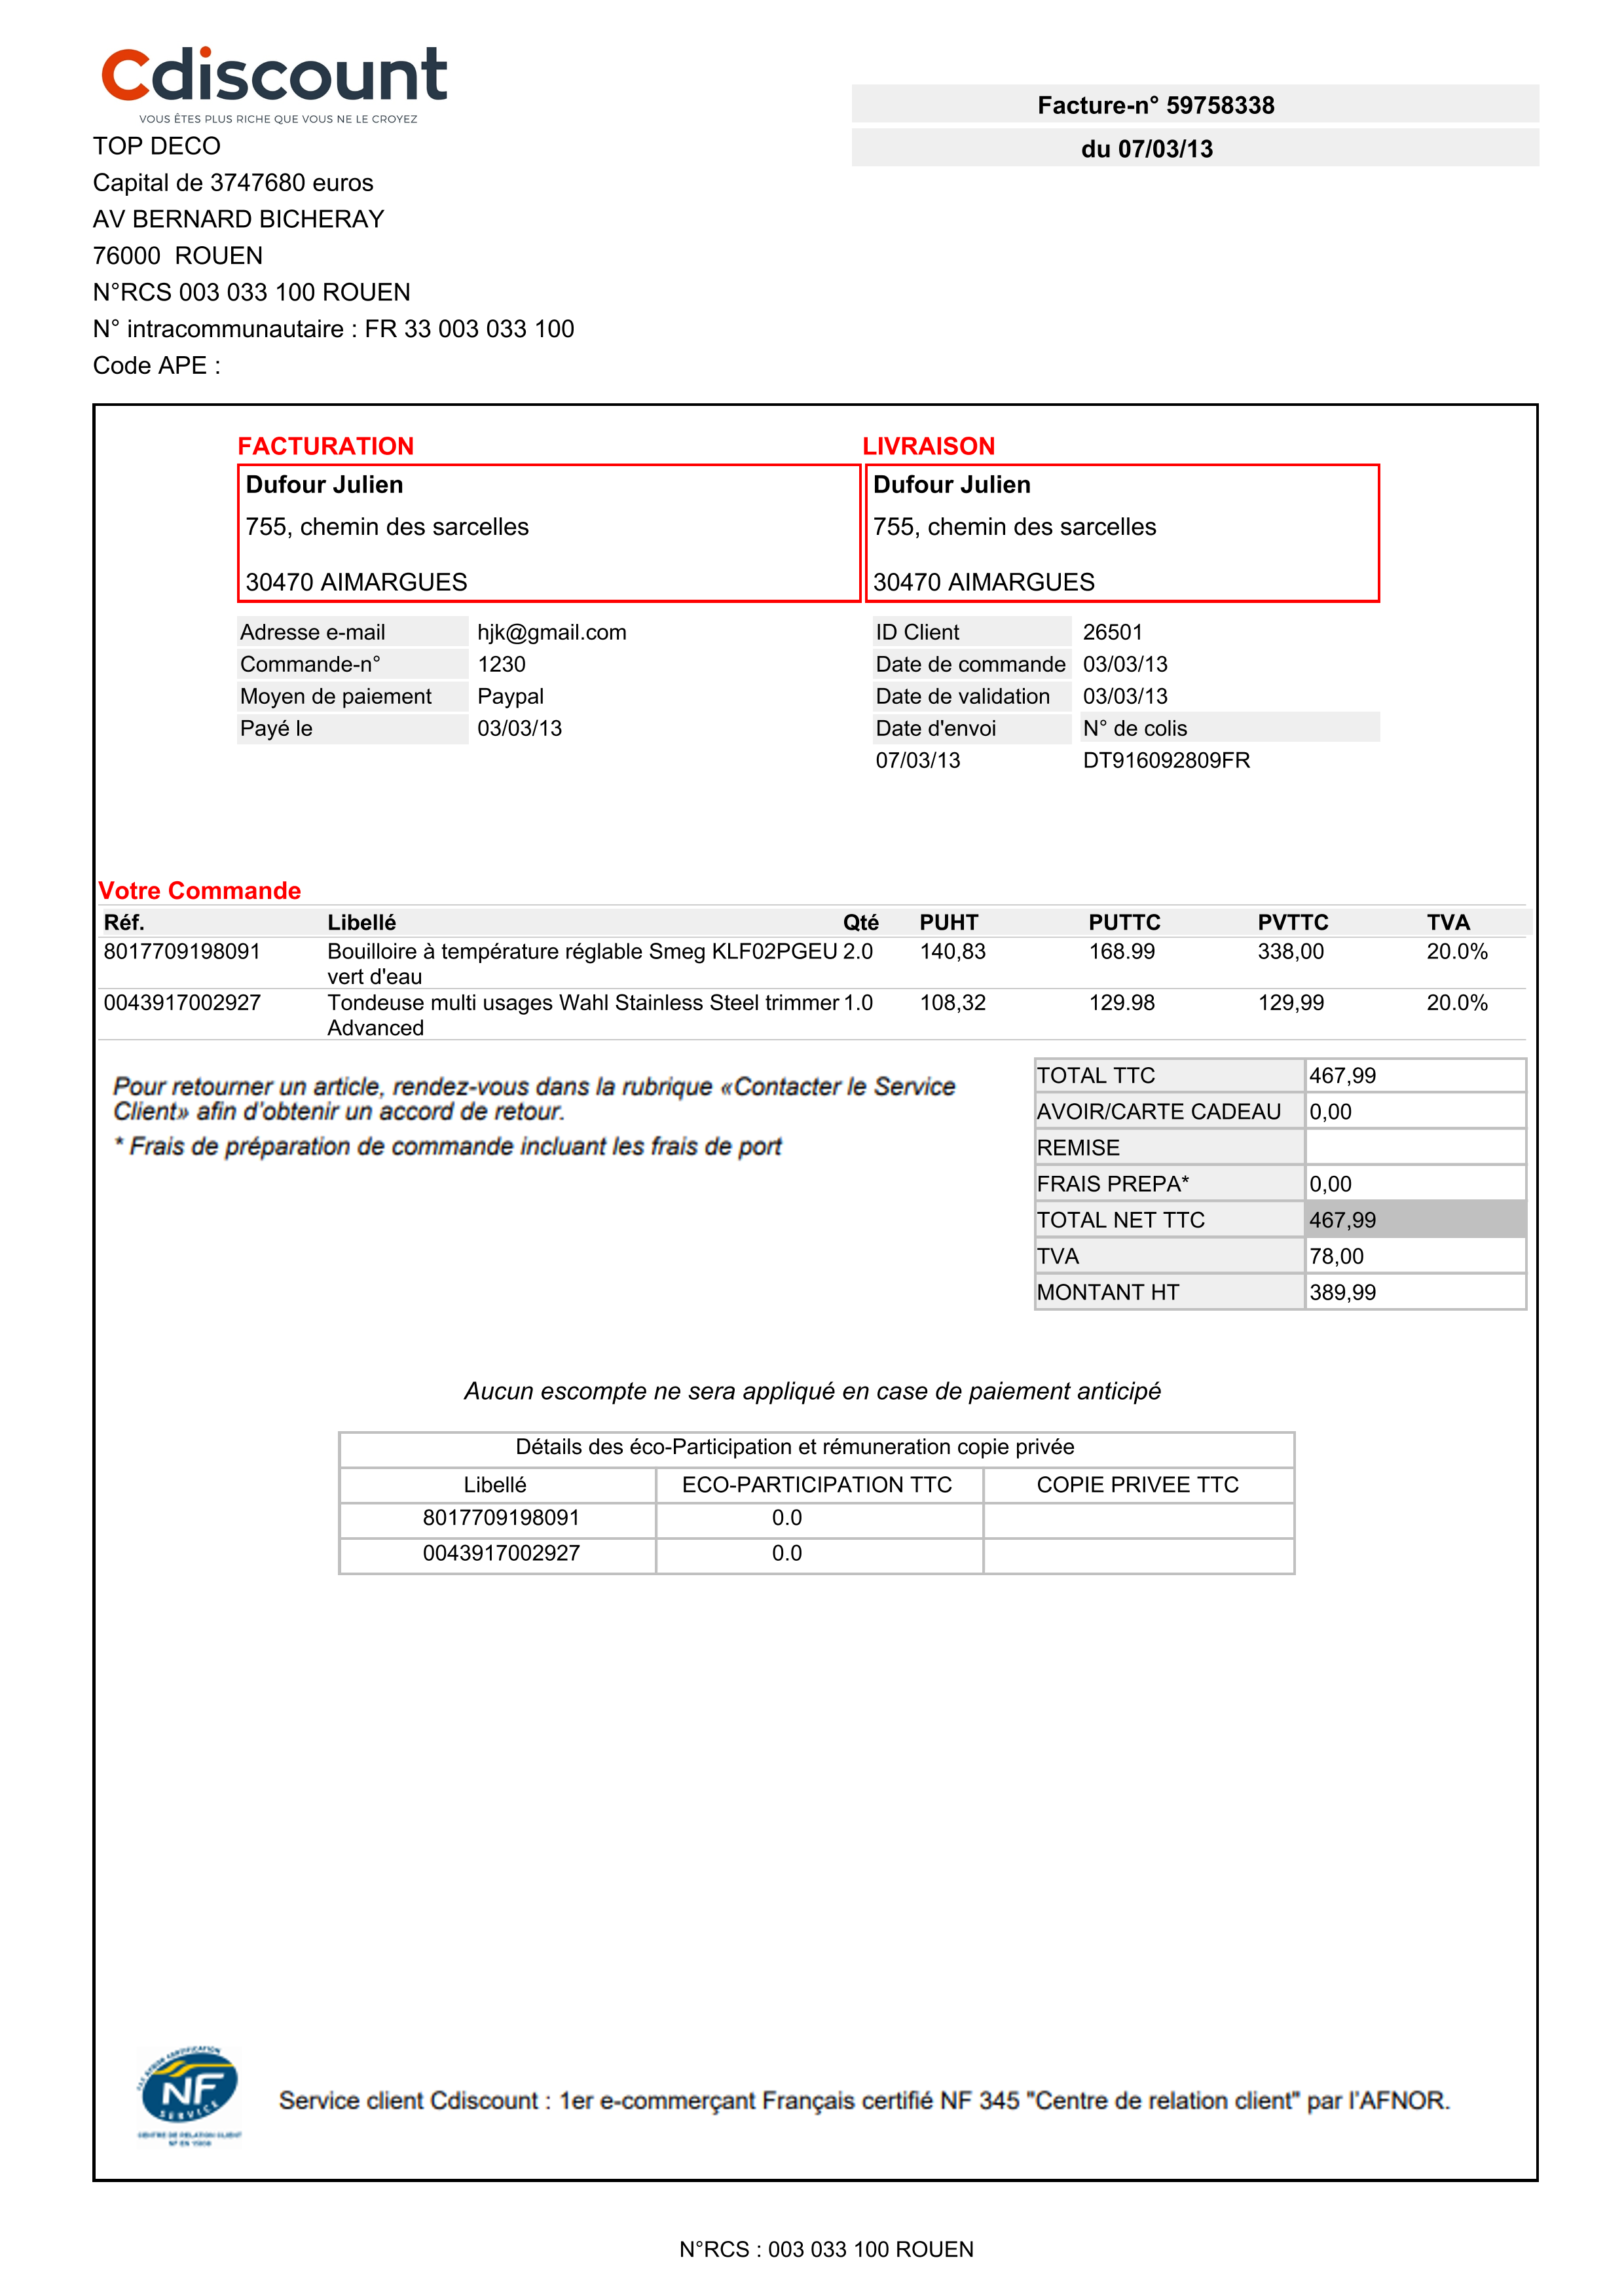 Cdiscount
VOUS ÊTES PLUS RICHE QUE VOUS NE LE CROYEZ
Facture-n° 59758338
du 07/03/13
TOP DECO
Capital de 3747680 euros
AV BERNARD BICHERAY
76000 ROUEN
N°RCS 003 033 100 ROUEN
N° intracommunautaire : FR 33 003 033 100
Code APE :
FACTURATION
Dufour Julien
755, chemin des sarcelles
30470 AIMARGUES
LIVRAISON
Dufour Julien
755, chemin des sarcelles
30470 AIMARGUES
Adresse e-mail hjk@gmail.com
Commande-n° 1230
Moyen de paiement Paypal
Payé le 03/03/13
ID Client 26501
Date de commande 03/03/13
Date de validation 03/03/13
Date d'envoi N° de colis
07/03/13 DT916092809FR
Votre Commande
Réf. Libellé Qté PUHT PUTTC PVTTC TVA
8017709198091 Bouilloire à température réglable Smeg KLF02PGEU 2.0 140,83 168.99 338,00 20.0%
vert d'eau
0043917002927 Tondeuse multi usages Wahl Stainless Steel trimmer 1.0 108,32 129.98 129,99 20.0%
Advanced
Pour retourner un article, rendez-vous dans la rubrique «Contacter le Service
Client» afin d'obtenir un accord de retour.
* Frais de préparation de commande incluant les frais de port
TOTAL TTC 467,99
AVOIR/CARTE CADEAU 0,00
REMISE
FRAIS PREPA* 0,00
TOTAL NET TTC 467,99
TVA 78,00
MONTANT HT 389,99
Aucun escompte ne sera appliqué en case de paiement anticipé
Détails des éco-Participation et rémuneration copie privée
Libellé ECO-PARTICIPATION TTC COPIE PRIVEE TTC
8017709198091 0.0
0043917002927 0.0
NF
SERVICE
CENTRE DE RELATION CLIENT
Service client Cdiscount : 1er e-commerçant Français certifié NF 345 "Centre de relation client" par l'AFNOR.
N°RCS : 003 033 100 ROUEN